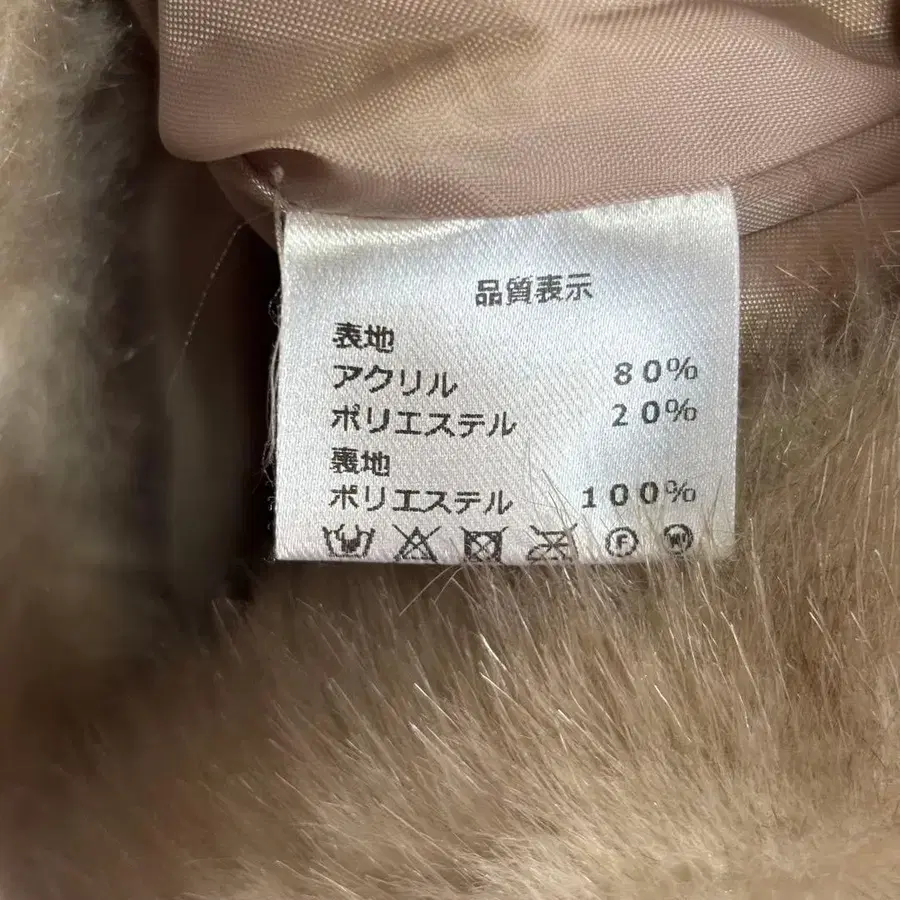 品質表示
表地
アクリル 80%
ポリエステル 20%
裏地
ポリエステル 100%
F W